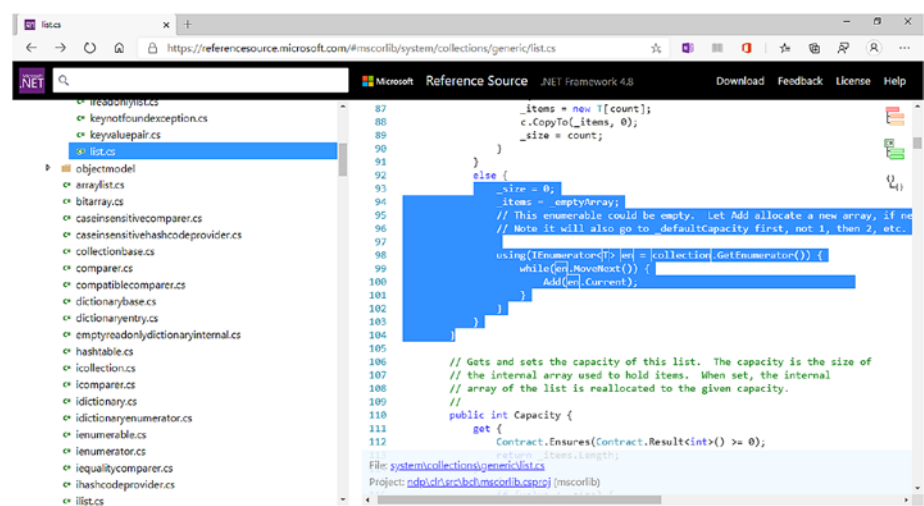 list.cs
https://referencesource.microsoft.com/#mscorlib/system/collections/generic/list.cs
Microsoft
.NET
Microsoft Reference Source .NET Framework 4.8
Download Feedback License Help
ireadonlylist.cs
keynotfoundexception.cs
keyvaluepair.cs
list.cs
objectmodel
arraylist.cs
bitarray.cs
caseinsensitivecomparer.cs
caseinsensitivehashcodeprovider.cs
collectionbase.cs
comparer.cs
compatiblecomparer.cs
dictionarybase.cs
dictionaryentry.cs
emptyreadonlydictionaryinternal.cs
hashtable.cs
icollection.cs
icomparer.cs
idictionary.cs
idictionaryenumerator.cs
ienumerable.cs
ienumerator.cs
iequalitycomparer.cs
ihashcodeprovider.cs
ilist.cs
87 _items = new T[count];
88 c.CopyTo(_items, 0);
89 _size = count;
90 }
91 }
92 else {
93 _size = 0;
94 _items = _emptyArray;
95 // This enumerable could be empty. Let Add allocate a new array, if ne
96 // Note it will also go to _defaultCapacity first, not 1, then 2, etc.
97
98 using(IEnumerator<T> en = collection.GetEnumerator()) {
99 while(en.MoveNext()) {
100 Add(en.Current);
101 }
102 }
103 }
104 }
105
106 // Gets and sets the capacity of this list. The capacity is the size of
107 // the internal array used to hold items. When set, the internal
108 // array of the list is reallocated to the given capacity.
109 //
110 public int Capacity {
111 get {
112 Contract.Ensures(Contract.Result<int>() >= 0);
113 return _items.Length;
File: system\collections\generic\list.cs
Project: ndp\clr\src\bcl\mscorlib.csproj (mscorlib)